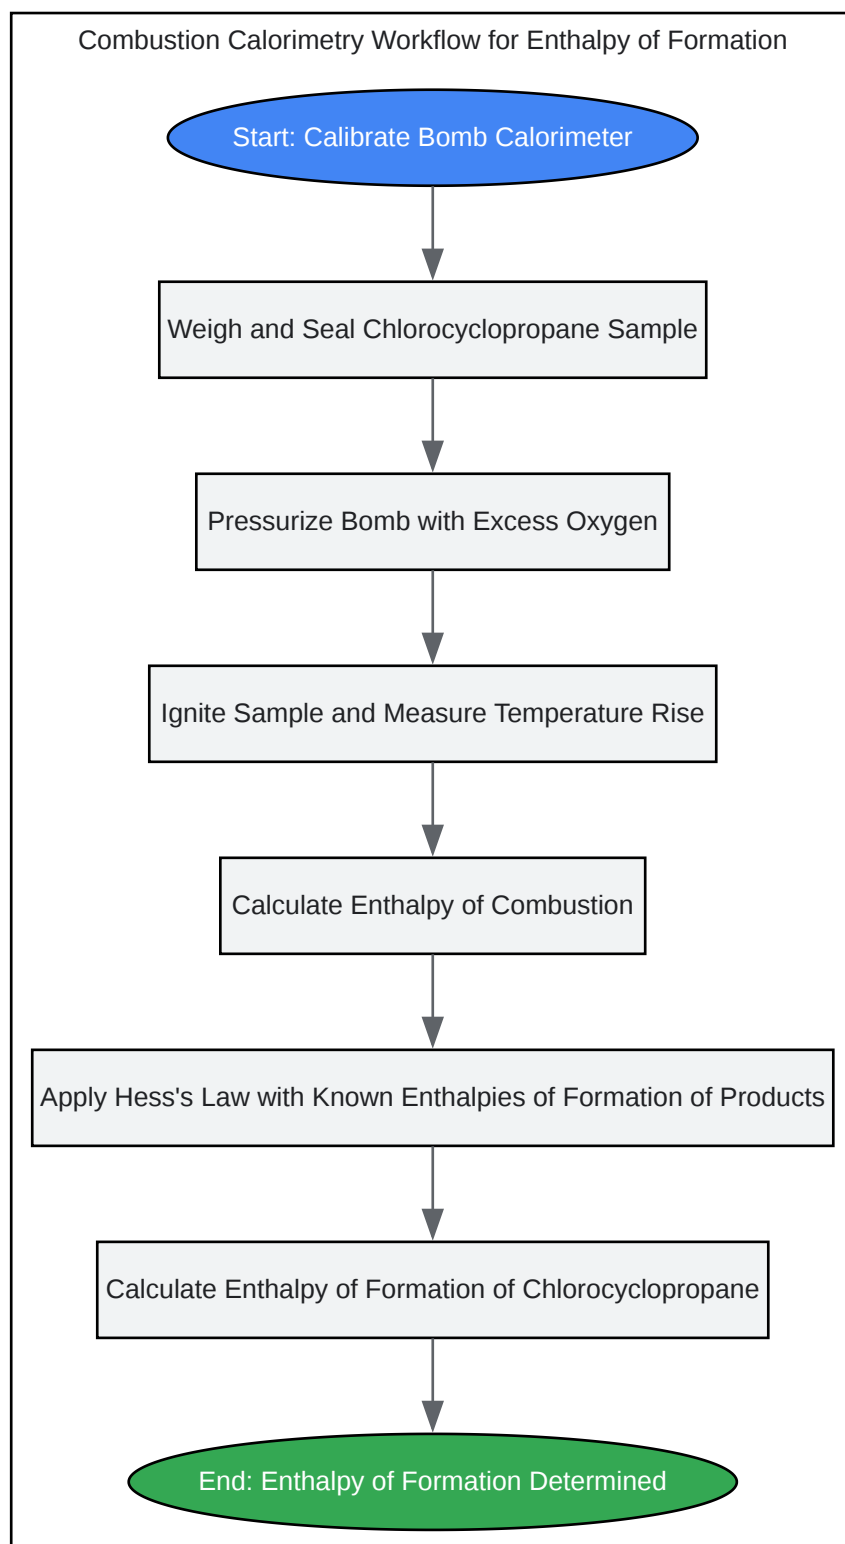 Combustion Calorimetry Workflow for Enthalpy of Formation
Start: Calibrate Bomb Calorimeter
Weigh and Seal Chlorocyclopropane Sample
Pressurize Bomb with Excess Oxygen
Ignite Sample and Measure Temperature Rise
Calculate Enthalpy of Combustion
Apply Hess's Law with Known Enthalpies of Formation of Products
Calculate Enthalpy of Formation of Chlorocyclopropane
End: Enthalpy of Formation Determined